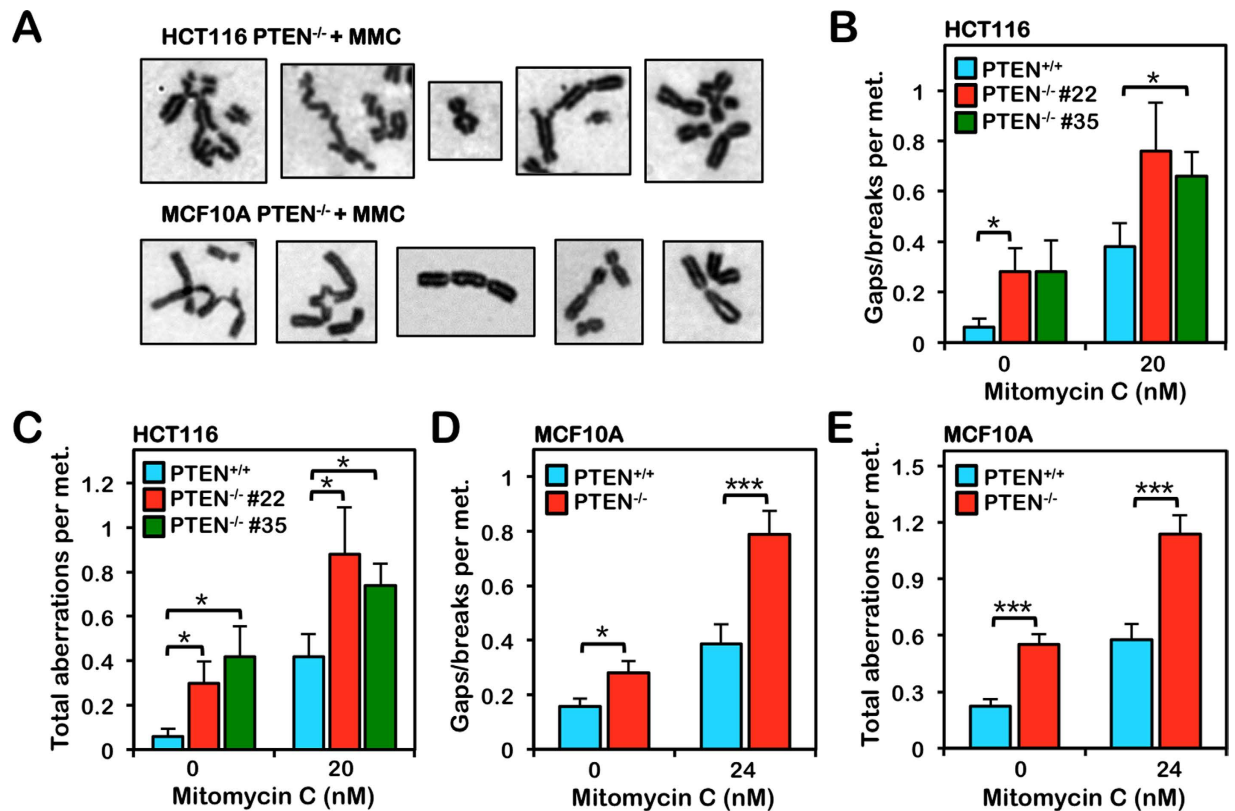 A
HCT116 PTEN-/- + MMC
MCF10A PTEN-/- + MMC
B
HCT116
PTEN+/+
PTEN-/- #22
PTEN-/- #35
*
*
Gaps/breaks per met.
1
0.8
0.6
0.4
0.2
0
0 20
Mitomycin C (nM)
C
HCT116
PTEN+/+
PTEN-/- #22
PTEN-/- #35
*
*
*
*
Total aberrations per met.
1.2
1
0.8
0.6
0.4
0.2
0
0 20
Mitomycin C (nM)
D
MCF10A
PTEN+/+
PTEN-/-
*
***
Gaps/breaks per met.
1
0.8
0.6
0.4
0.2
0
0 24
Mitomycin C (nM)
E
MCF10A
PTEN+/+
PTEN-/-
***
***
Total aberrations per met.
1.5
1.2
0.9
0.6
0.3
0
0 24
Mitomycin C (nM)